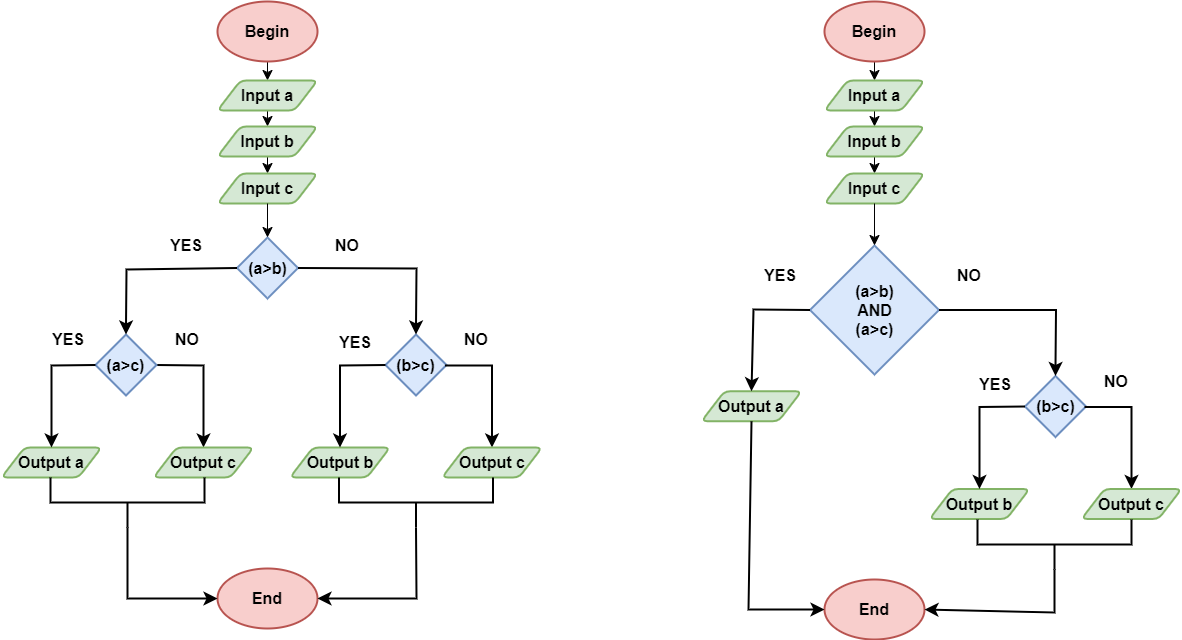 Begin
Input a
Input b
Input c
YES
NO
(a>b)
YES
NO
(a>c)
YES
NO
(b>c)
Output a
Output c
Output b
Output c
End
Begin
Input a
Input b
Input c
YES
NO
(a>b)
AND
(a>c)
Output a
YES
NO
(b>c)
Output b
Output c
End